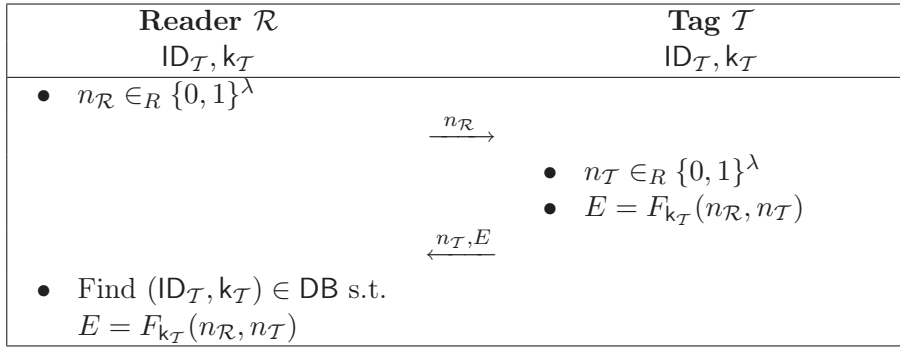 Reader R Tag T
ID_T, k_T ID_T, k_T
• n_R ∈_R {0, 1}^λ
n_R
→
• n_T ∈_R {0, 1}^λ
• E = F_{k_T}(n_R, n_T)
n_T, E
←
• Find (ID_T, k_T) ∈ DB s.t.
E = F_{k_T}(n_R, n_T)